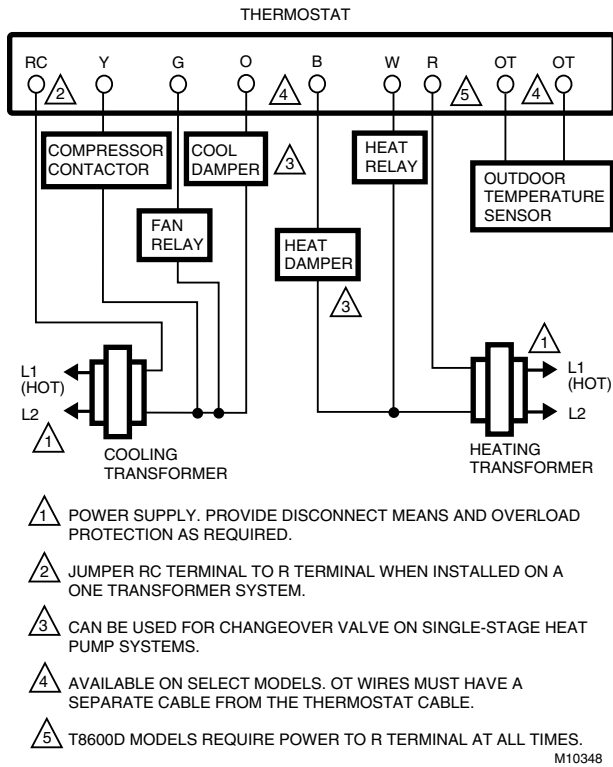 THERMOSTAT
RC Y G O B W R OT OT
2 4 5 4
COMPRESSOR
CONTACTOR
COOL
DAMPER
3
HEAT
RELAY
OUTDOOR
TEMPERATURE
SENSOR
FAN
RELAY
HEAT
DAMPER
3
1
L1
(HOT)
L2
1
COOLING
TRANSFORMER
L1
(HOT)
L2
HEATING
TRANSFORMER
1 POWER SUPPLY. PROVIDE DISCONNECT MEANS AND OVERLOAD
PROTECTION AS REQUIRED.
2 JUMPER RC TERMINAL TO R TERMINAL WHEN INSTALLED ON A
ONE TRANSFORMER SYSTEM.
3 CAN BE USED FOR CHANGEOVER VALVE ON SINGLE-STAGE HEAT
PUMP SYSTEMS.
4 AVAILABLE ON SELECT MODELS. OT WIRES MUST HAVE A
SEPARATE CABLE FROM THE THERMOSTAT CABLE.
5 T8600D MODELS REQUIRE POWER TO R TERMINAL AT ALL TIMES.
M10348